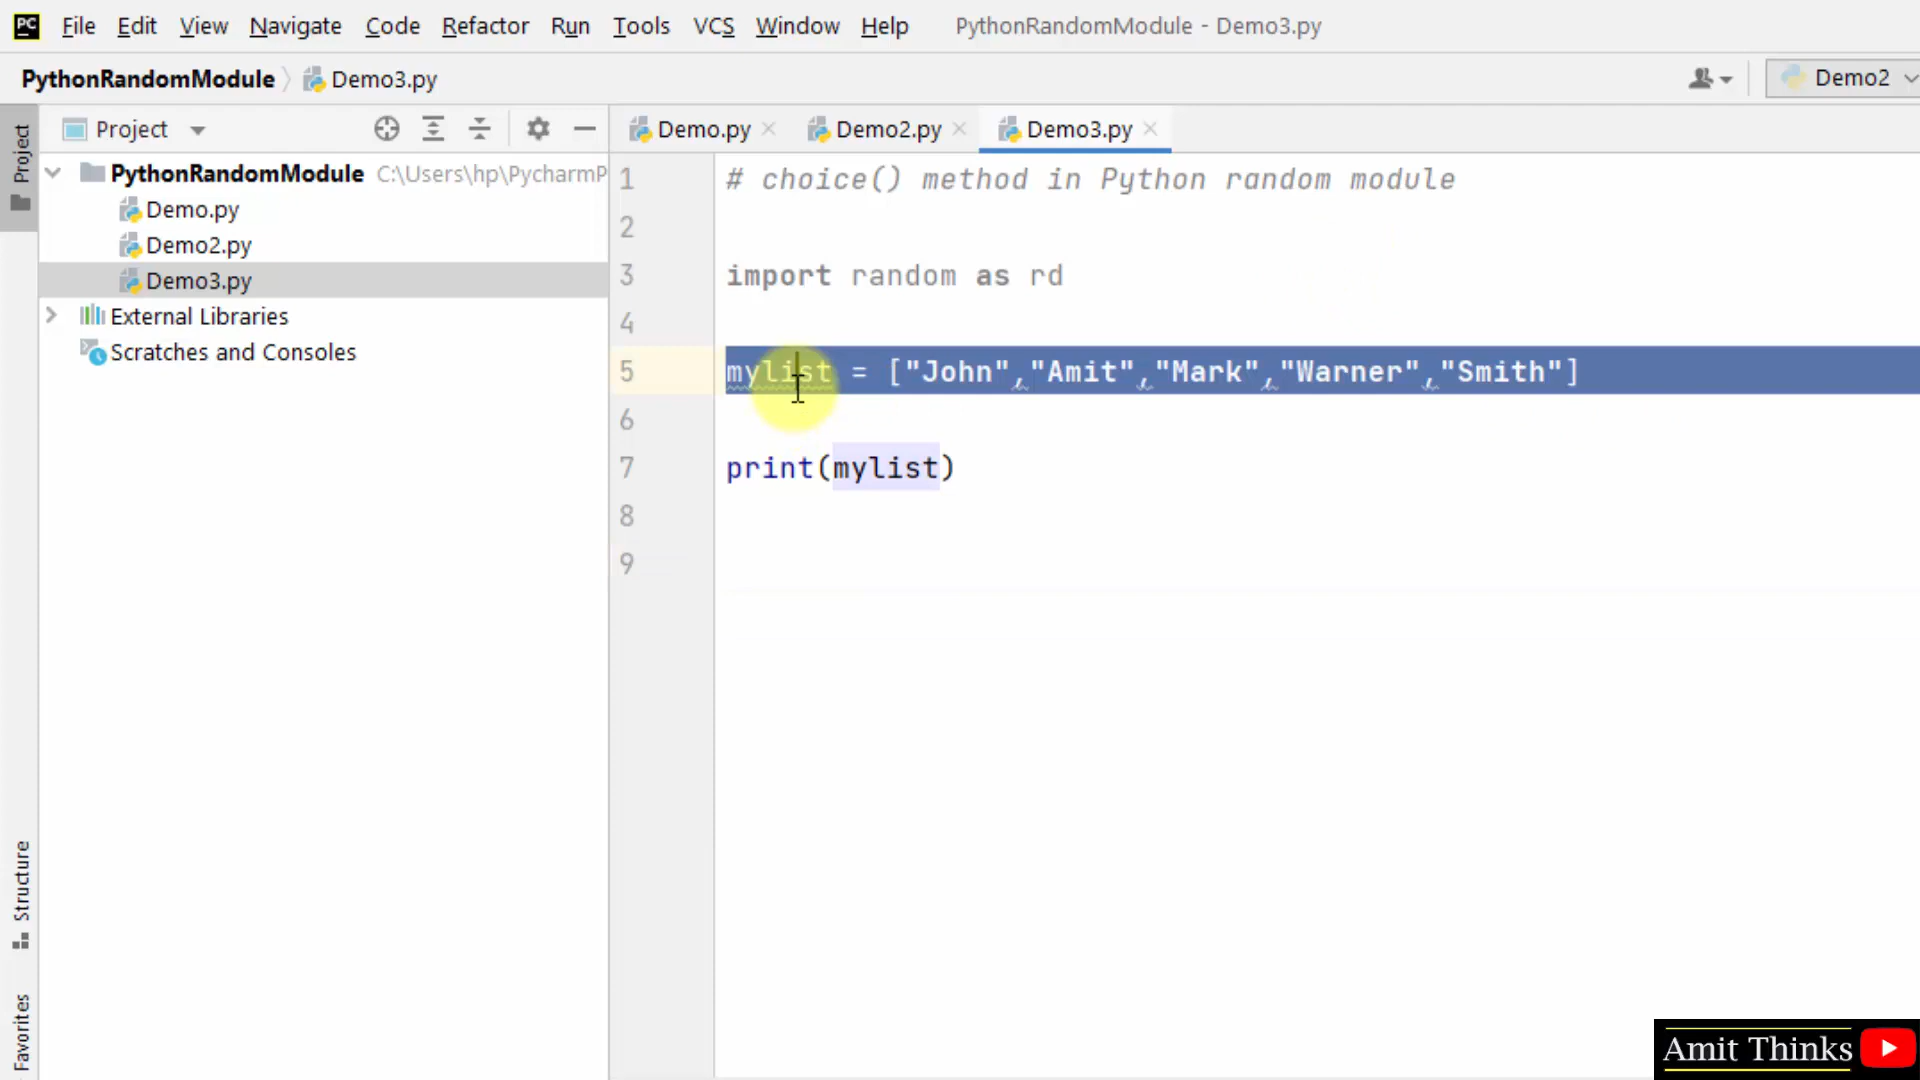 PC File Edit View Navigate Code Refactor Run Tools VCS Window Help PythonRandomModule - Demo3.py
PythonRandomModule Demo3.py Demo2
Project
Project Demo.py Demo2.py Demo3.py
PythonRandomModule C:\Users\hp\PycharmP
Demo.py
Demo2.py
Demo3.py
External Libraries
Scratches and Consoles
1 # choice() method in Python random module
2
3 import random as rd
4
5 mylist = ["John","Amit","Mark","Warner","Smith"]
6
7 print(mylist)
8
9
Structure
Favorites
Amit Thinks